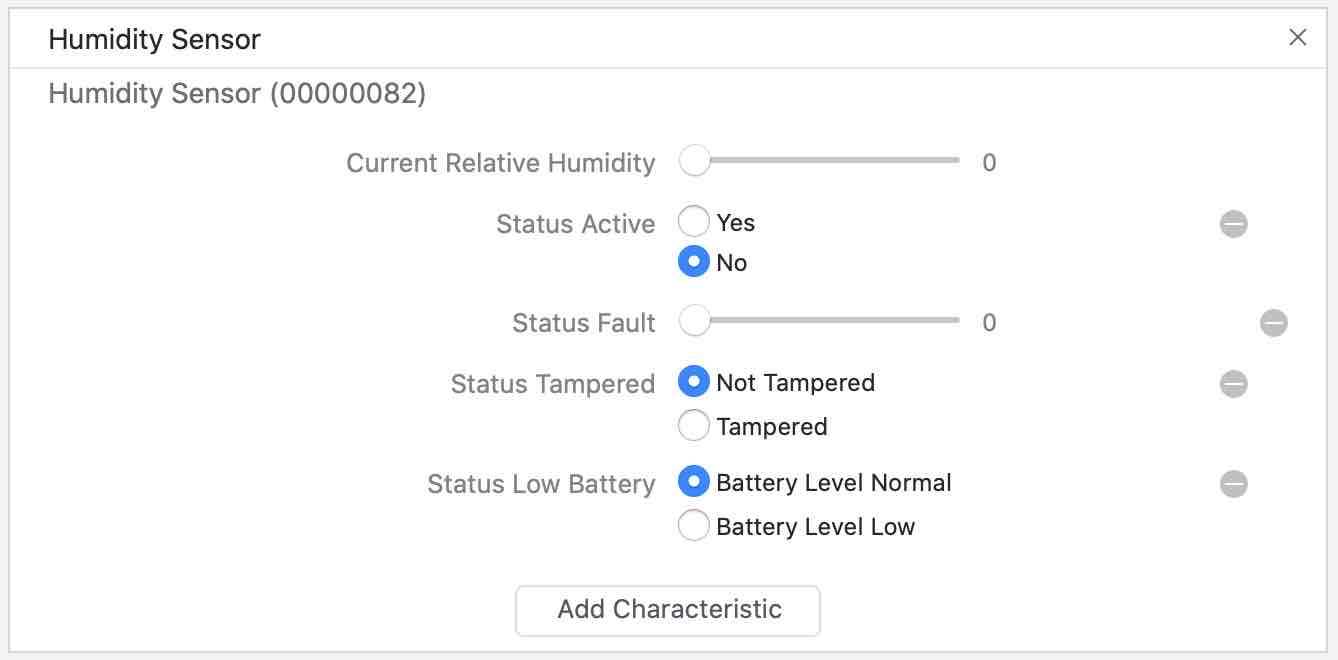 Humidity Sensor
Humidity Sensor (00000082)
Current Relative Humidity 0
Status Active Yes
No
Status Fault 0
Status Tampered Not Tampered
Tampered
Status Low Battery Battery Level Normal
Battery Level Low
Add Characteristic